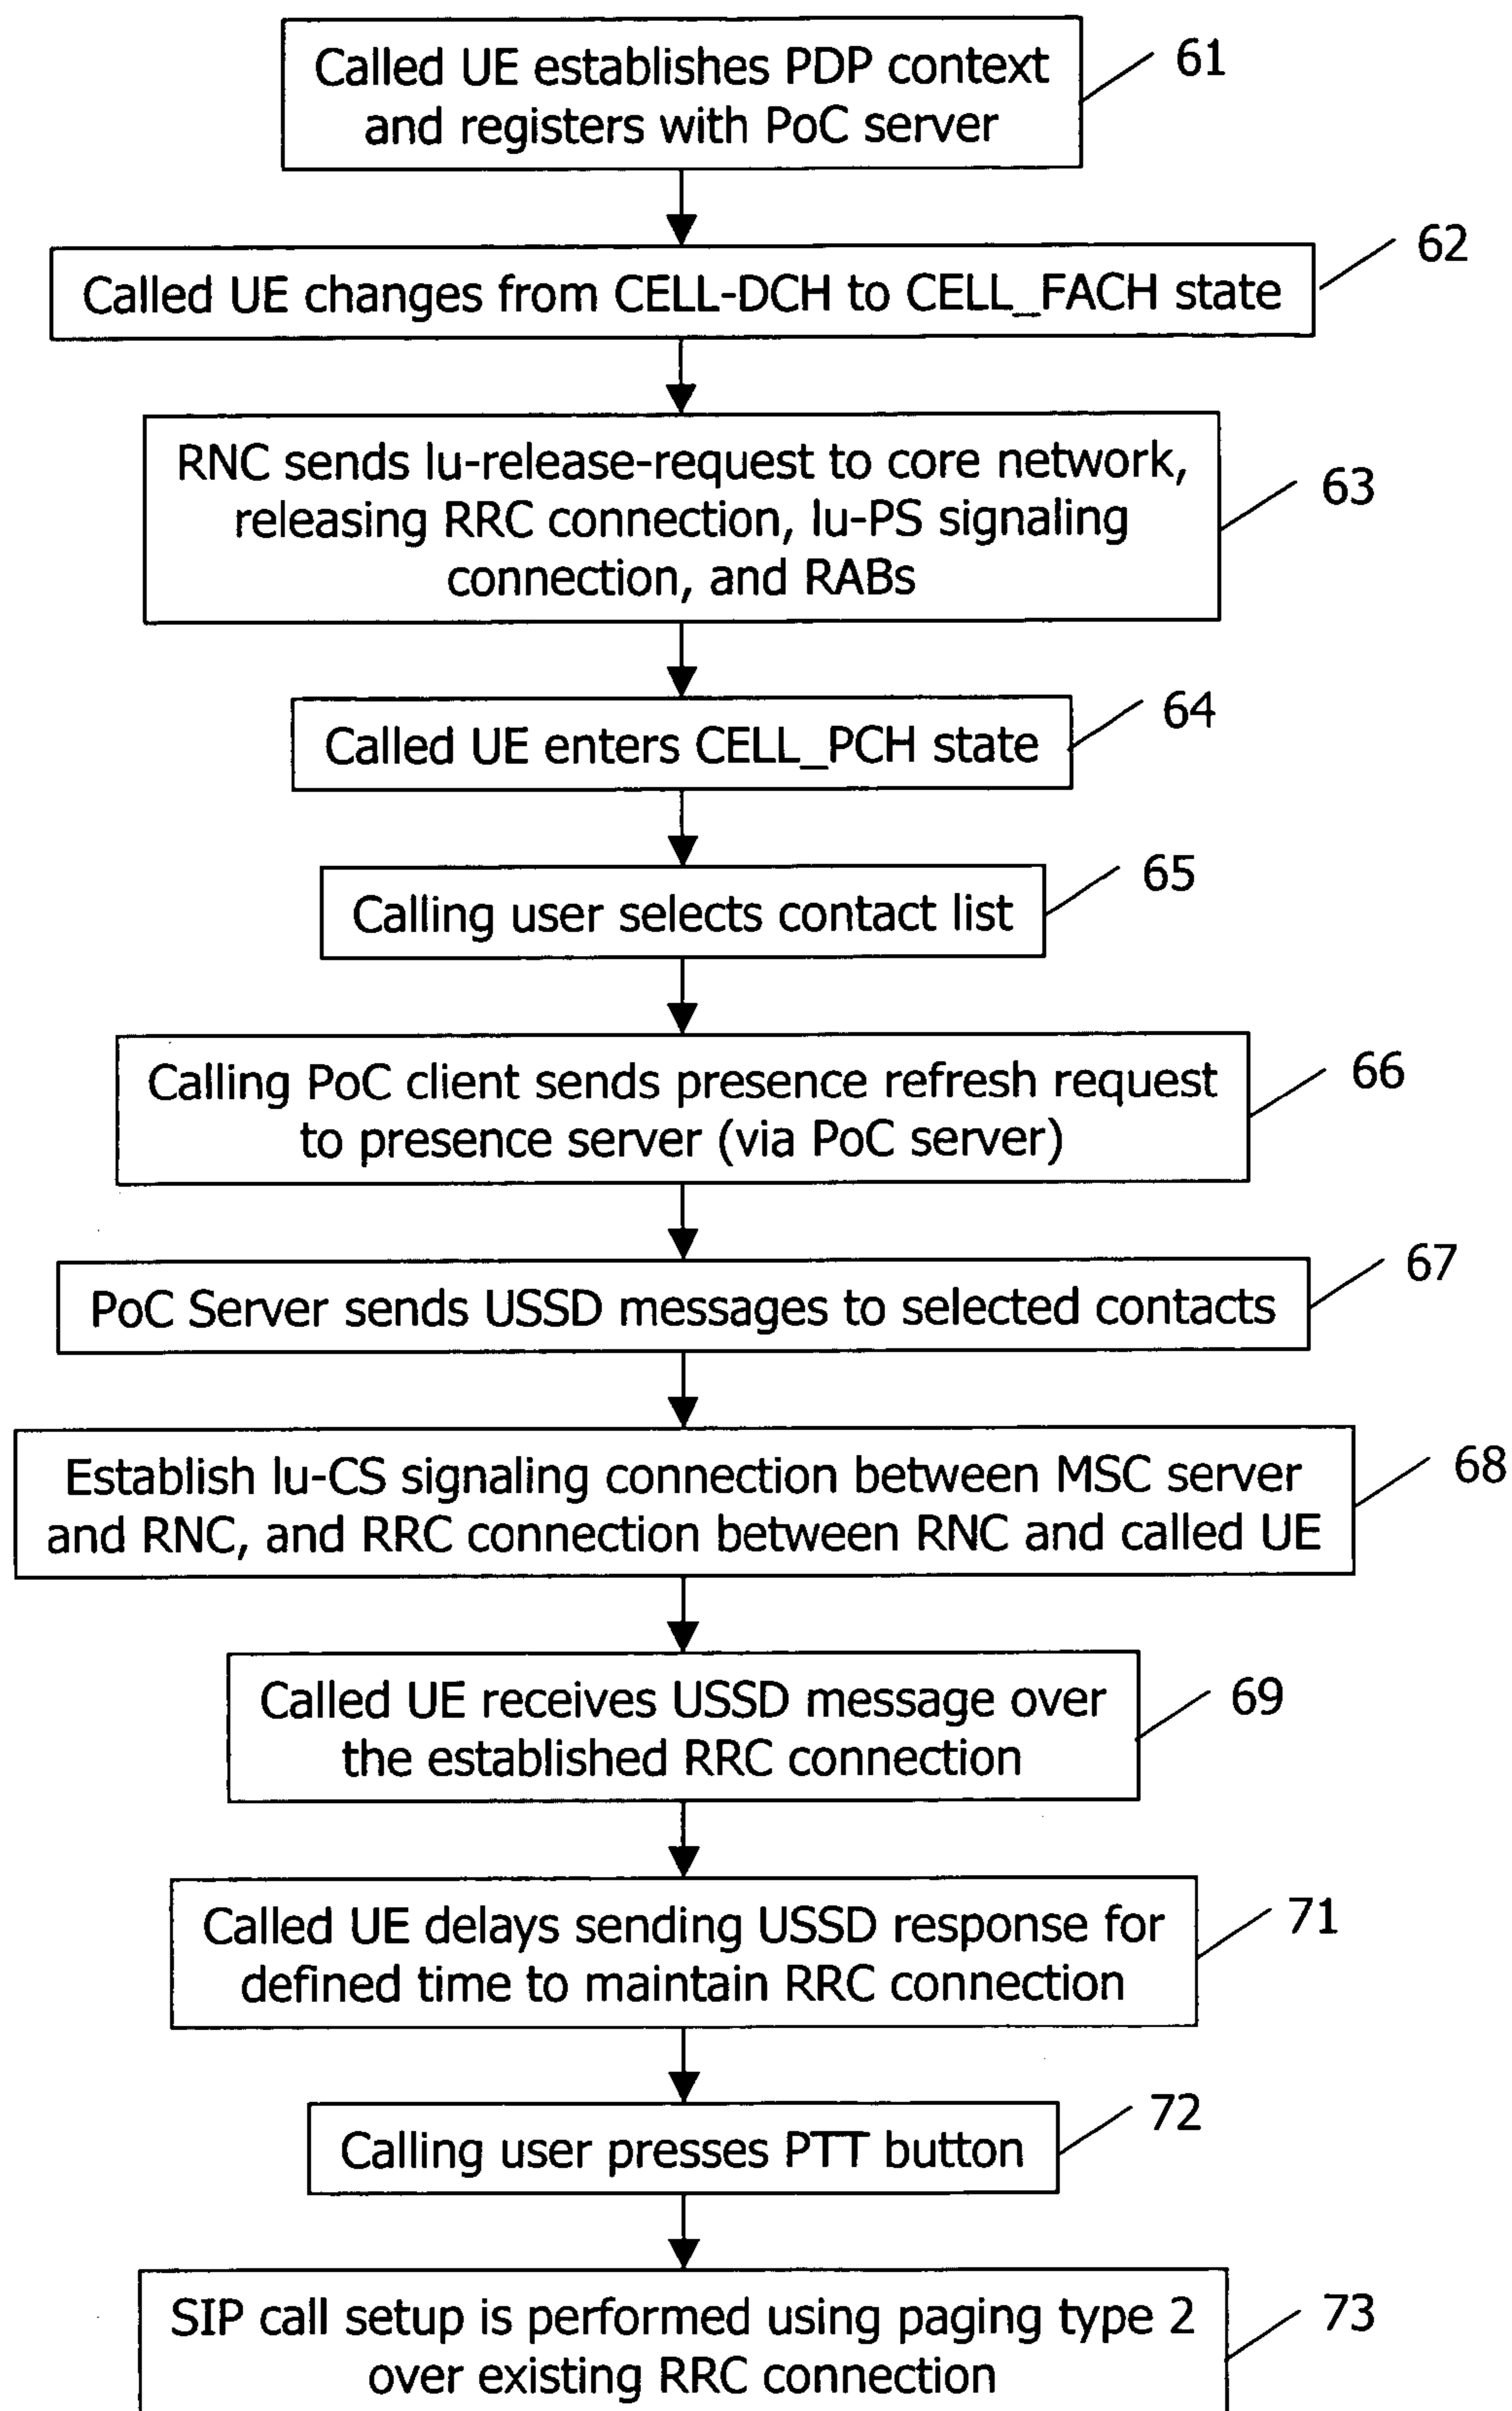 Called UE establishes PDP context
and registers with PoC server
61
Called UE changes from CELL-DCH to CELL_FACH state
62
RNC sends Iu-release-request to core network,
releasing RRC connection, Iu-PS signaling
connection, and RABs
63
Called UE enters CELL_PCH state
64
Calling user selects contact list
65
Calling PoC client sends presence refresh request
to presence server (via PoC server)
66
PoC Server sends USSD messages to selected contacts
67
Establish Iu-CS signaling connection between MSC server
and RNC, and RRC connection between RNC and called UE
68
Called UE receives USSD message over
the established RRC connection
69
Called UE delays sending USSD response for
defined time to maintain RRC connection
71
Calling user presses PTT button
72
SIP call setup is performed using paging type 2
over existing RRC connection
73